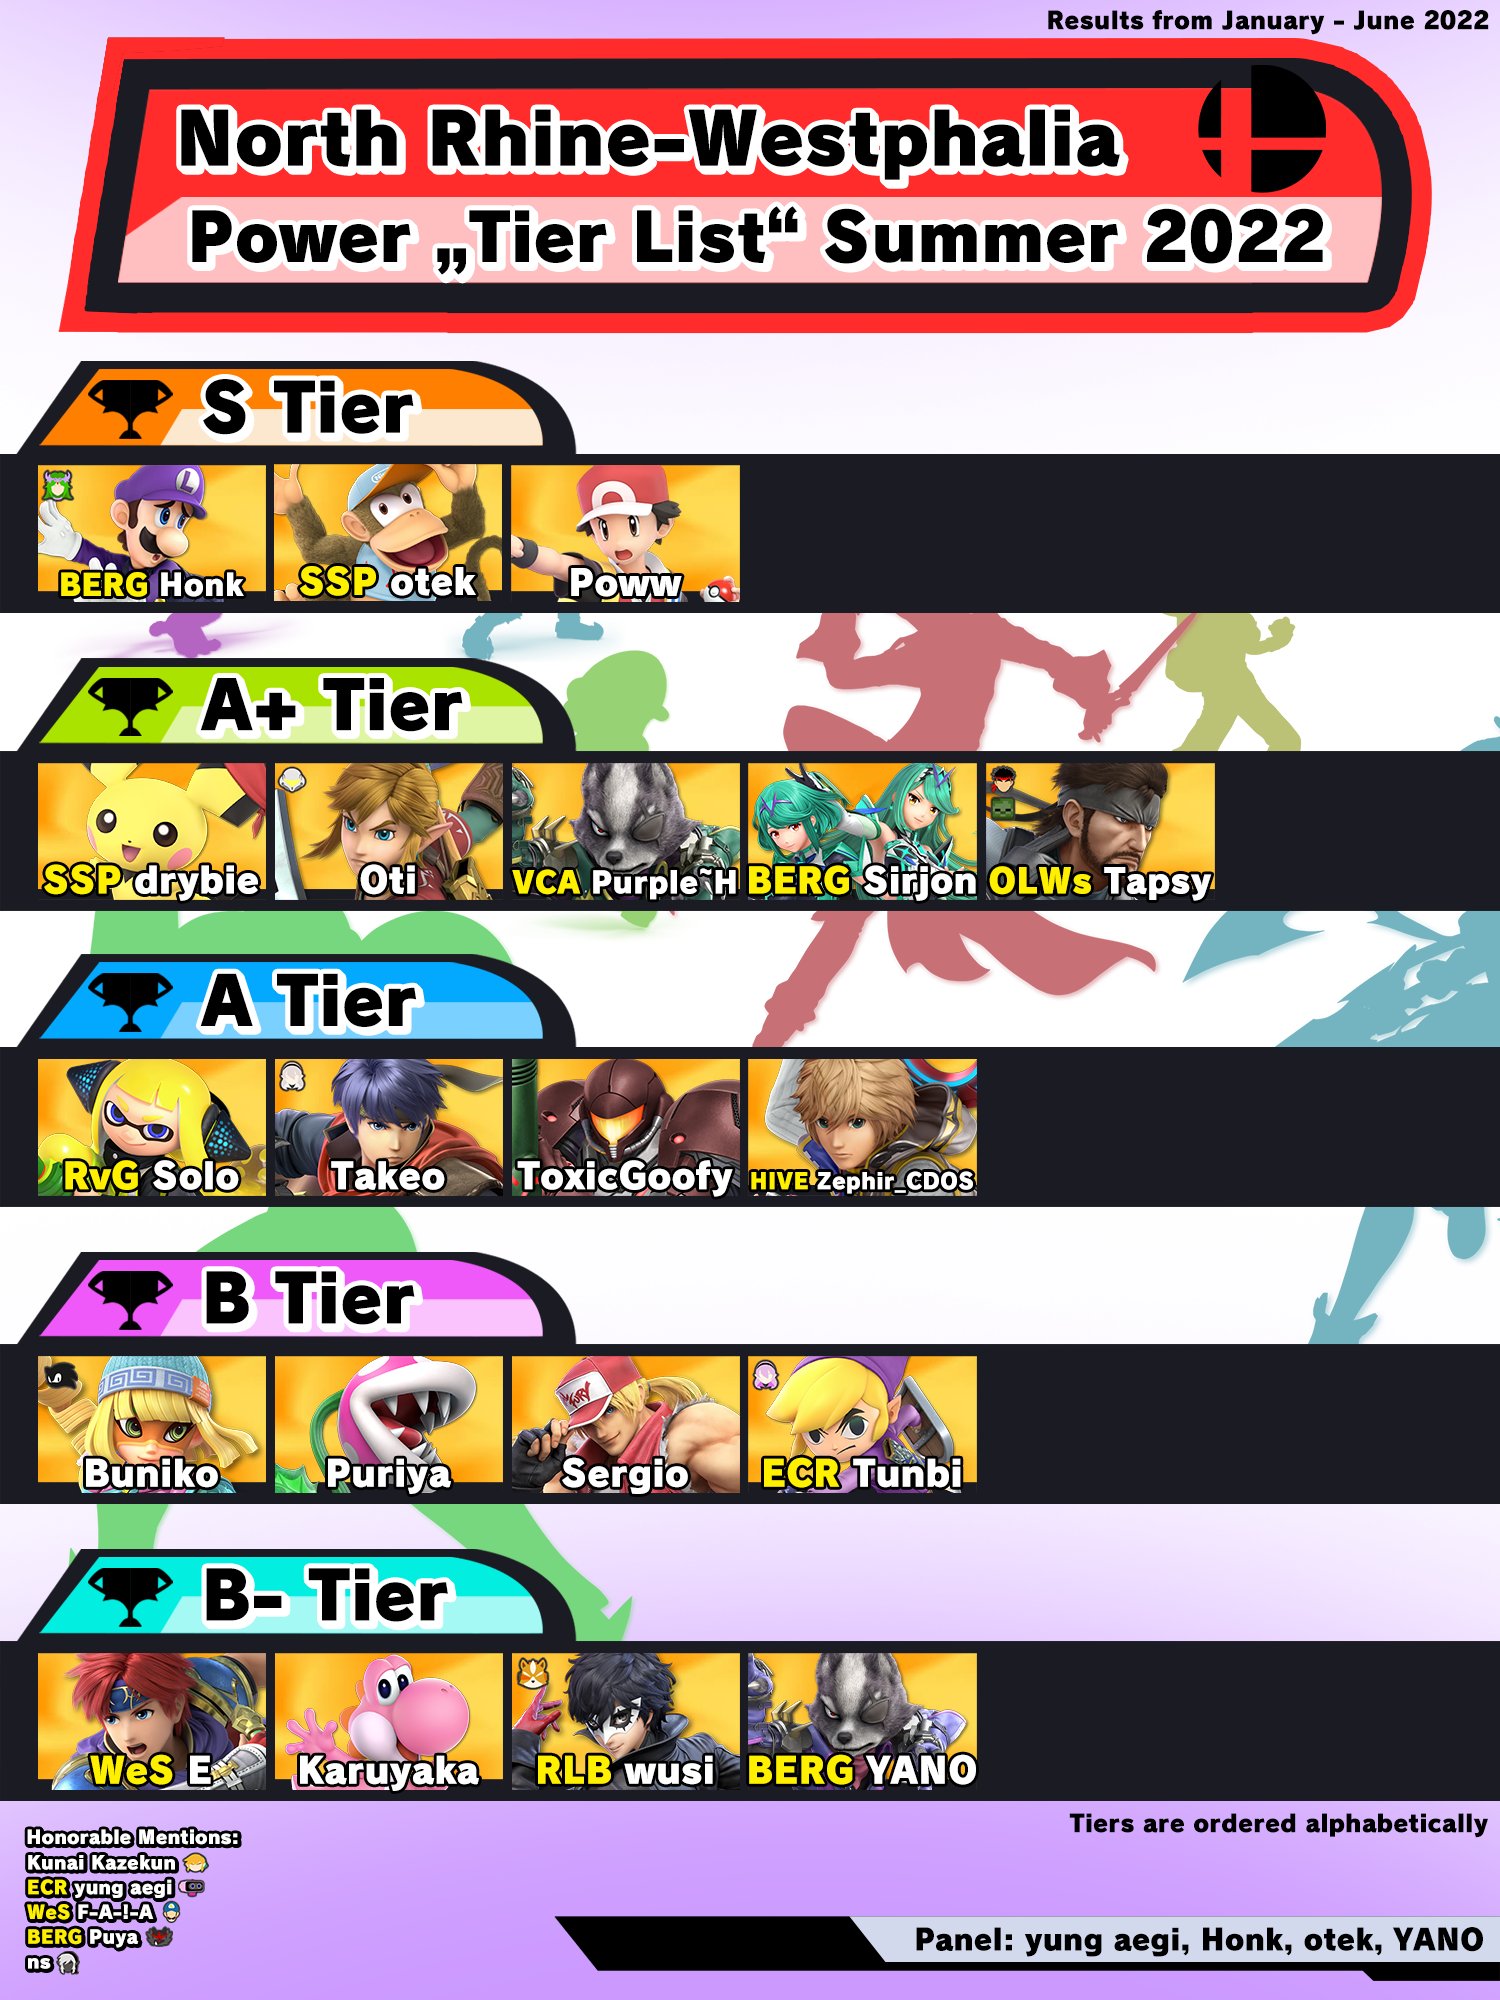 Results from January - June 2022
North Rhine-Westphalia
Power „Tier List“ Summer 2022
S Tier
BERG Honk
SSP otek
Poww
A+ Tier
SSP drybie
Oti
VCA Purple~H
BERG Sirjon
OLWs Tapsy
A Tier
RvG Solo
Takeo
ToxicGoofy
HIVE Zephir_CDOS
B Tier
Buniko
Puriya
Sergio
ECR Tunbi
B- Tier
WeS E
Karuyaka
RLB wusi
BERG YANO
Tiers are ordered alphabetically
Honorable Mentions:
Kunai Kazekun
ECR yung aegi
WeS F-A-!-A
BERG Puya
ns
Panel: yung aegi, Honk, otek, YANO